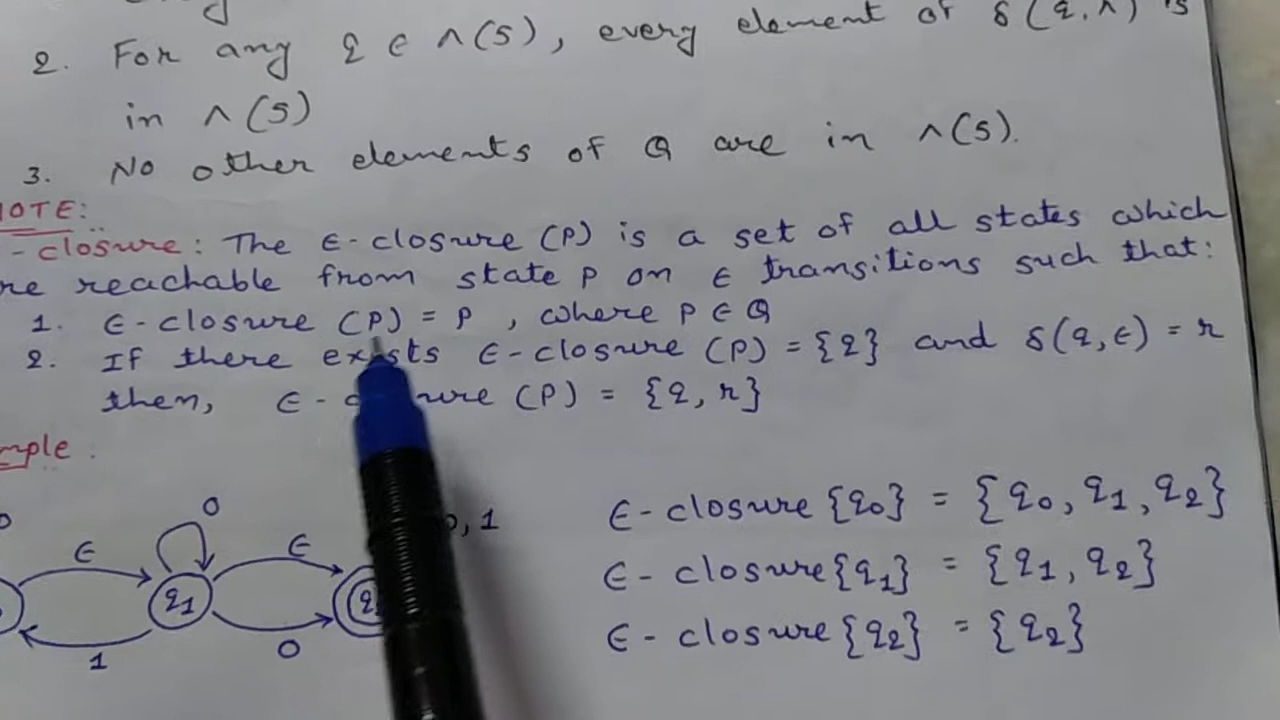 2. For any q ∈ ∧(S), every element of δ(q, ∧) is
in ∧(S)
3. No other elements of Q are in ∧(S).
NOTE:
- closure: The ∈-closure (P) is a set of all states which
re reachable from state P on ∈ transitions such that:
1. ∈-closure (P) = P, where P ∈ Q
2. If there exists ∈-closure (P) = {q} and δ(q, ∈) = r
then, ∈- closure (P) = {q, r}
mple.
0
∈
0
∈
0, 1
q1
q
1
0
∈-closure {q0} = {q0, q1, q2}
∈- closure{q1} = {q1, q2}
∈- closure{q2} = {q2}